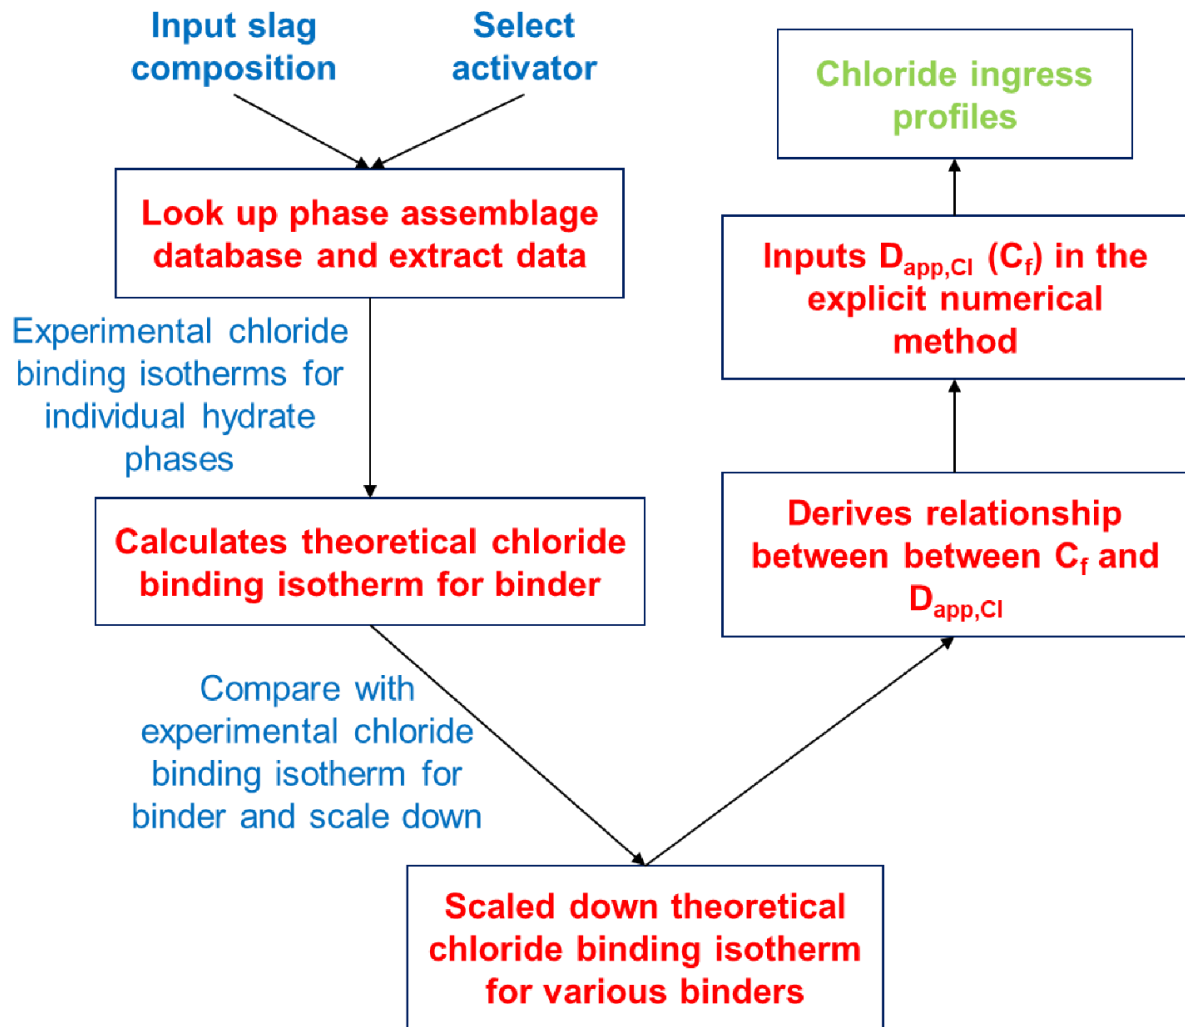 Input slag
composition
Select
activator
Look up phase assemblage
database and extract data
Experimental chloride
binding isotherms for
individual hydrate
phases
Calculates theoretical chloride
binding isotherm for binder
Compare with
experimental chloride
binding isotherm for
binder and scale down
Scaled down theoretical
chloride binding isotherm
for various binders
Derives relationship
between between Cf and
Dapp,Cl
Inputs Dapp,Cl (Cf) in the
explicit numerical
method
Chloride ingress
profiles